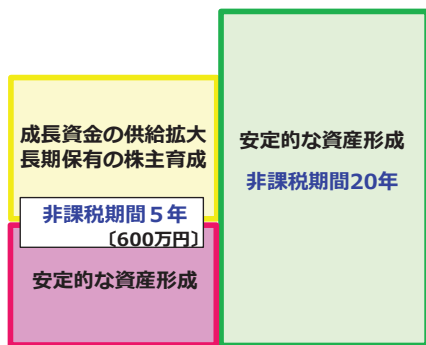 成長資金の供給拡大
長期保有の株主育成
非課税期間５年
〔600万円〕
安定的な資産形成
安定的な資産形成
非課税期間20年